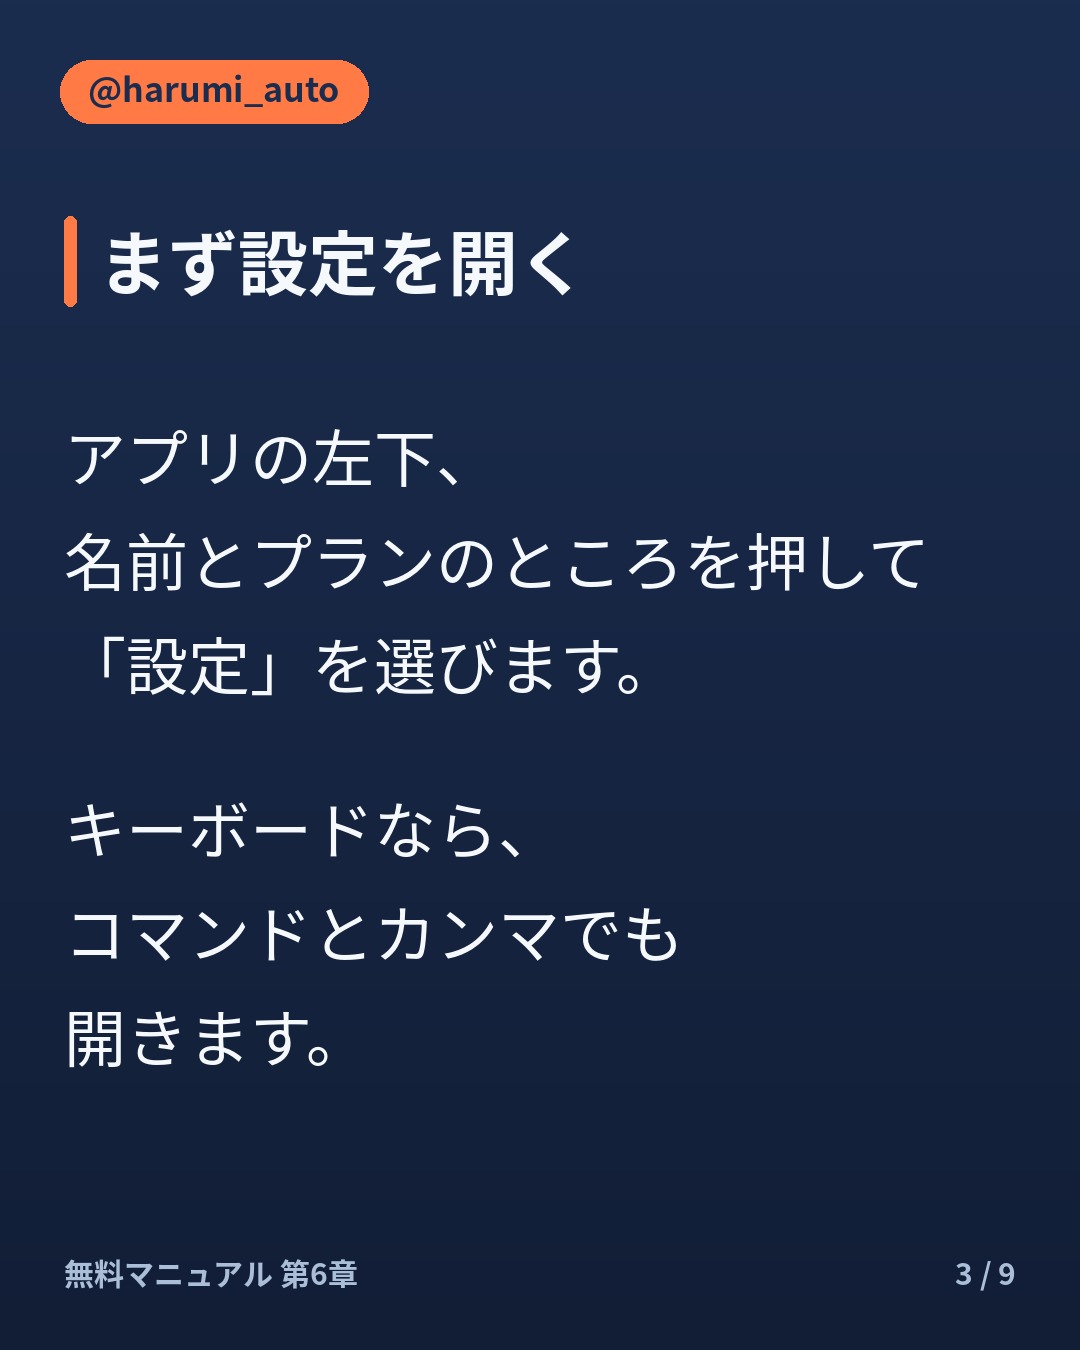 @harumi_auto
まず設定を開く
アプリの左下、
名前とプランのところを押して
「設定」を選びます。
キーボードなら、
コマンドとカンマでも
開きます。
無料マニュアル 第6章
3 / 9